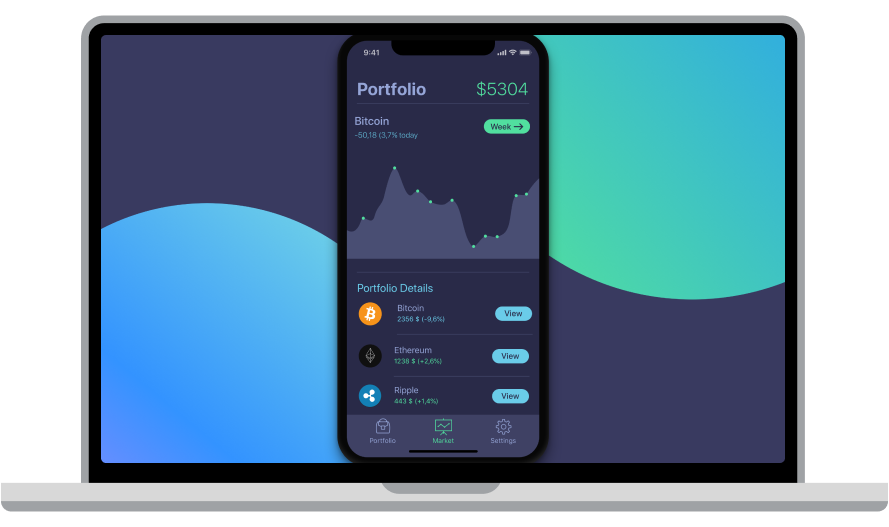 9:41
Portfolio
$5304
Bitcoin
-50,18 (3,7% today
Week
Portfolio Details
Bitcoin
2356 $ (-9,6%)
View
Ethereum
1238 $ (+2,6%)
View
Ripple
443 $ (+1,4%)
View
Portfolio
Market
Settings